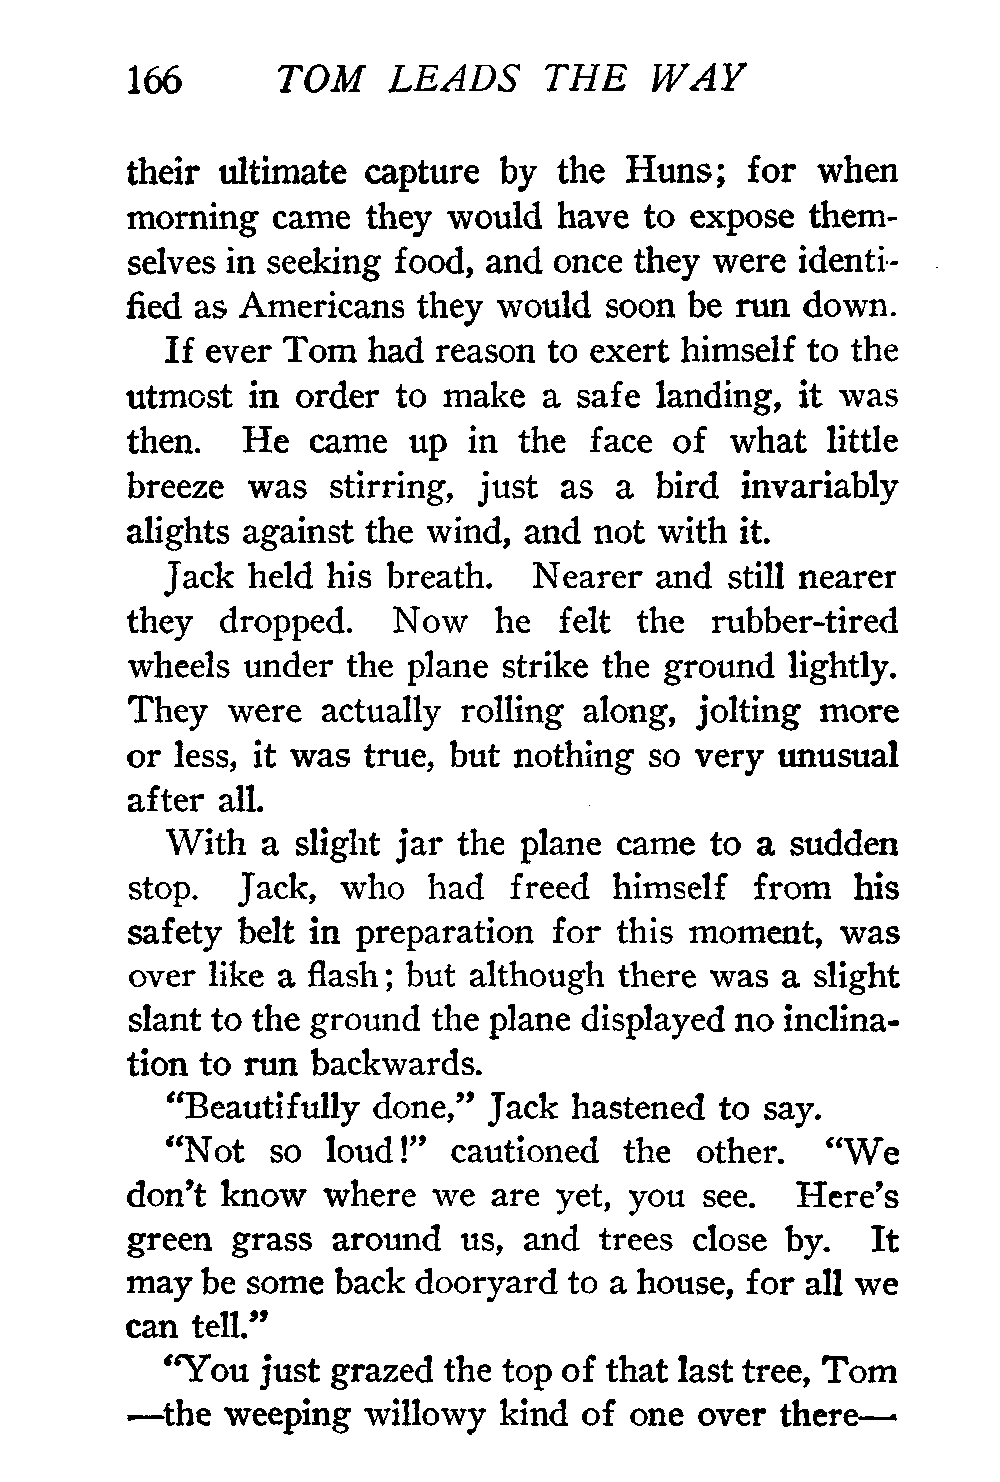 166 TOM LEADS THE WAY
their ultimate capture by the Huns; for when
morning came they would have to expose them-
selves in seeking food, and once they were identi-
fied as Americans they would soon be run down.
If ever Tom had reason to exert himself to the
utmost in order to make a safe landing, it was
then. He came up in the face of what little
breeze was stirring, just as a bird invariably
alights against the wind, and not with it.
Jack held his breath. Nearer and still nearer
they dropped. Now he felt the rubber-tired
wheels under the plane strike the ground lightly.
They were actually rolling along, jolting more
or less, it was true, but nothing so very unusual
after all.
With a slight jar the plane came to a sudden
stop. Jack, who had freed himself from his
safety belt in preparation for this moment, was
over like a flash; but although there was a slight
slant to the ground the plane displayed no inclina-
tion to run backwards.
“Beautifully done,” Jack hastened to say.
“Not so loud!” cautioned the other. “We
don’t know where we are yet, you see. Here’s
green grass around us, and trees close by. It
may be some back dooryard to a house, for all we
can tell.”
“You just grazed the top of that last tree, Tom
—the weeping willowy kind of one over there—